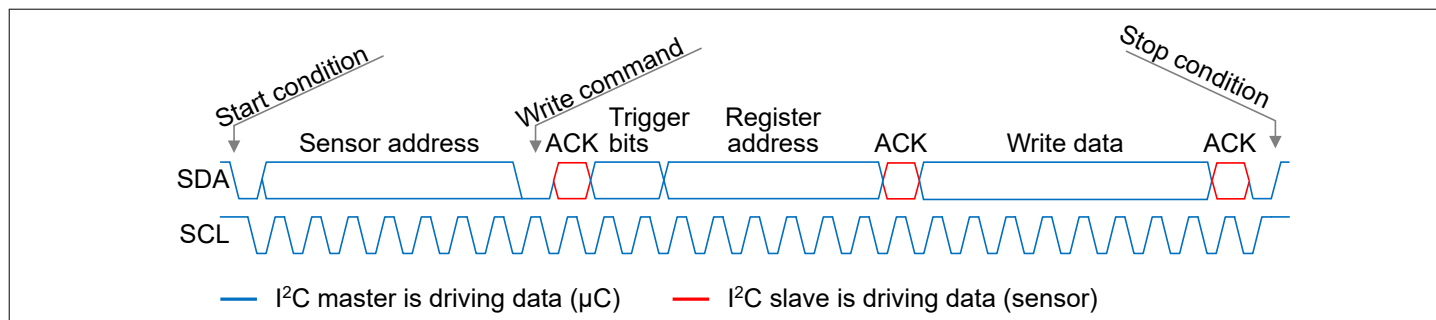 Start condition
Write command
Stop condition
Sensor address
ACK
Trigger
bits
Register
address
ACK
Write data
ACK
SDA
SCL
I²C master is driving data (µC)
I²C slave is driving data (sensor)